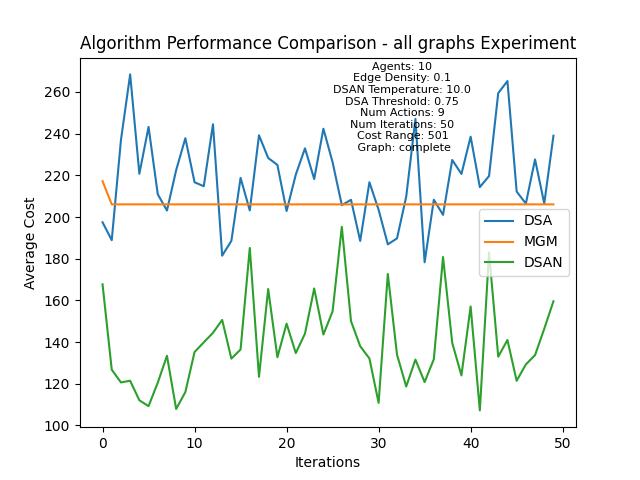 Algorithm Performance Comparison - all graphs Experiment
Agents: 10
Edge Density: 0.1
DSAN Temperature: 10.0
DSA Threshold: 0.75
Num Actions: 9
Num Iterations: 50
Cost Range: 501
Graph: complete
260
240
220
200
180
160
140
120
100
Average Cost
DSA
MGM
DSAN
0
10
20
30
40
50
Iterations